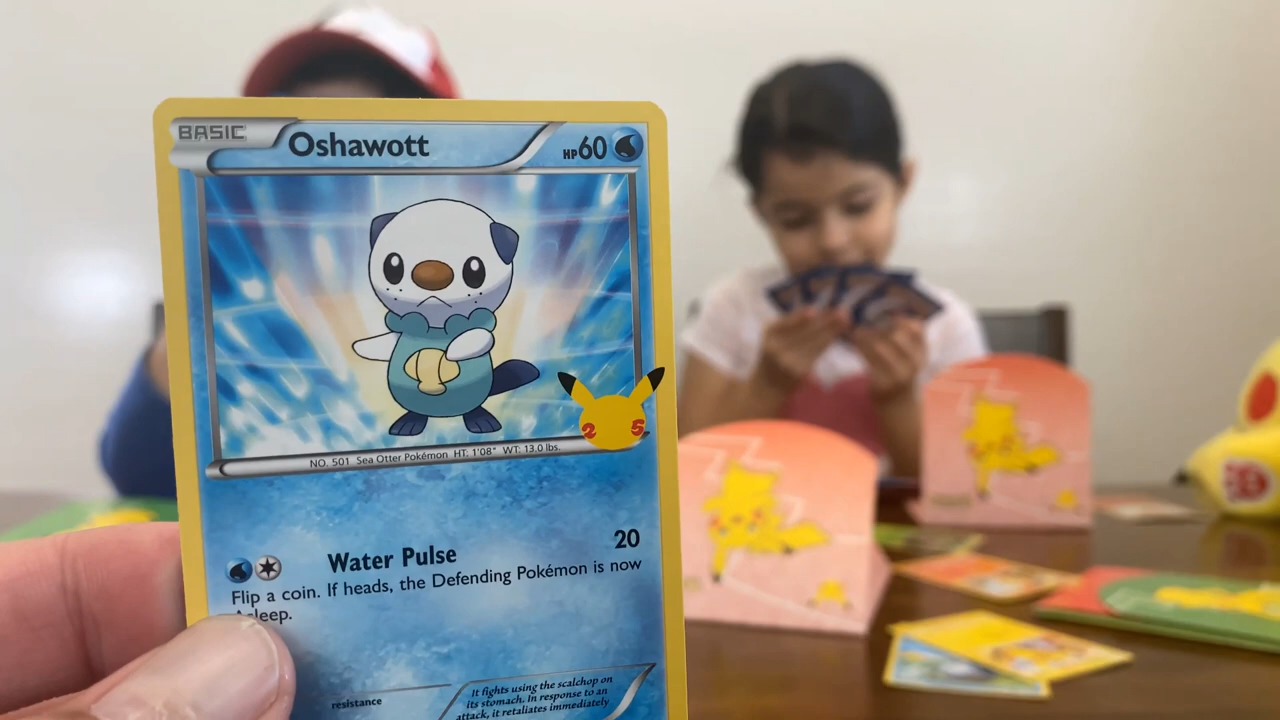 BASIC
Oshawott
HP60
25
NO. 501 Sea Otter Pokémon HT: 1'08" WT: 13.0 lbs.
Water Pulse
20
Flip a coin. If heads, the Defending Pokémon is now
Asleep.
resistance
It fights using the scalchop on
its stomach. In response to an
attack, it retaliates immediately